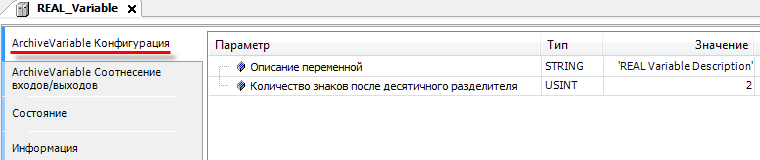 REAL_Variable
ArchiveVariable Конфигурация
ArchiveVariable Соотнесение
входов/выходов
Состояние
Информация
Параметр Тип Значение
Описание переменной STRING 'REAL Variable Description'
Количество знаков после десятичного разделителя USINT 2